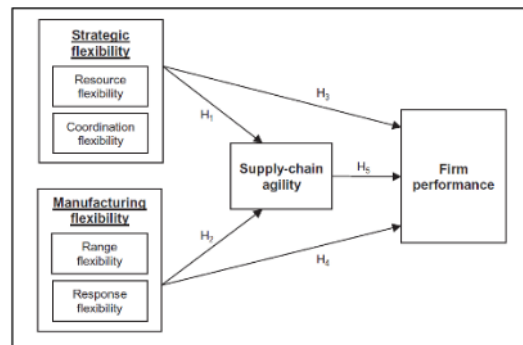 Strategic
flexibility
Resource
flexibility
Coordination
flexibility
H1
H3
Supply-chain
agility
H5
Firm
performance
Manufacturing
flexibility
Range
flexibility
Response
flexibility
H2
H4